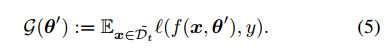 𝒢(𝜽′) := 𝔼_{𝒙∈𝒟̃_t} ℓ(f(𝒙, 𝜽′), y). (5)